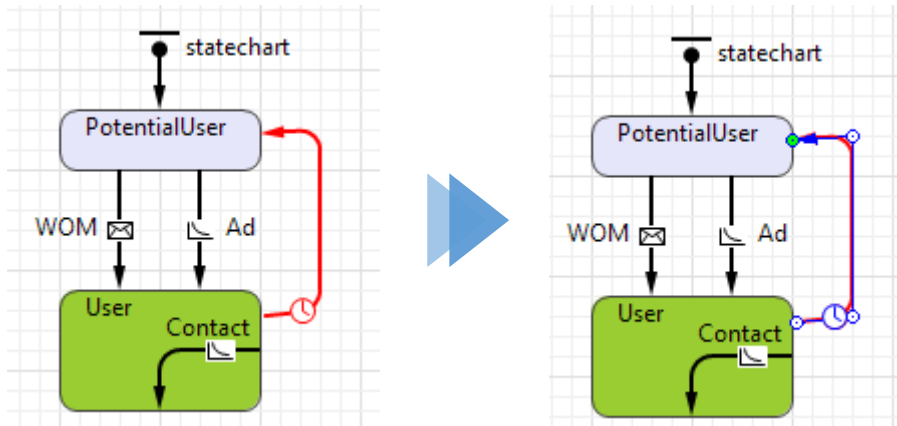 statechart
PotentialUser
WOM
Ad
User
Contact
statechart
PotentialUser
WOM
Ad
User
Contact